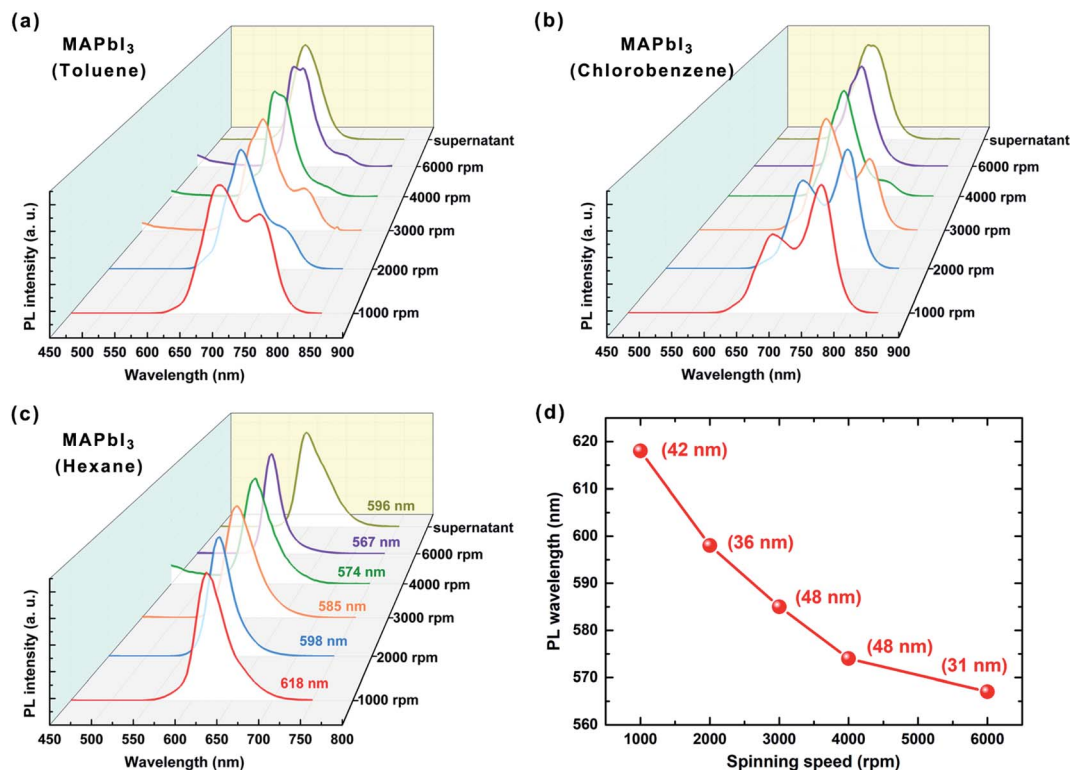 (a)
MAPbI3
(Toluene)
PL intensity (a. u.)
supernatant
6000 rpm
4000 rpm
3000 rpm
2000 rpm
1000 rpm
450 500 550 600 650 700 750 800 850 900
Wavelength (nm)
(b)
MAPbI3
(Chlorobenzene)
PL intensity (a. u.)
supernatant
6000 rpm
4000 rpm
3000 rpm
2000 rpm
1000 rpm
450 500 550 600 650 700 750 800 850 900
Wavelength (nm)
(c)
MAPbI3
(Hexane)
PL intensity (a. u.)
596 nm
567 nm
574 nm
585 nm
598 nm
618 nm
supernatant
6000 rpm
4000 rpm
3000 rpm
2000 rpm
1000 rpm
450 500 550 600 650 700 750 800 850 900
Wavelength (nm)
(d)
PL wavelength (nm)
620
610
600
590
580
570
560
(42 nm)
(36 nm)
(48 nm)
(48 nm)
(31 nm)
1000 2000 3000 4000 5000 6000
Spinning speed (rpm)